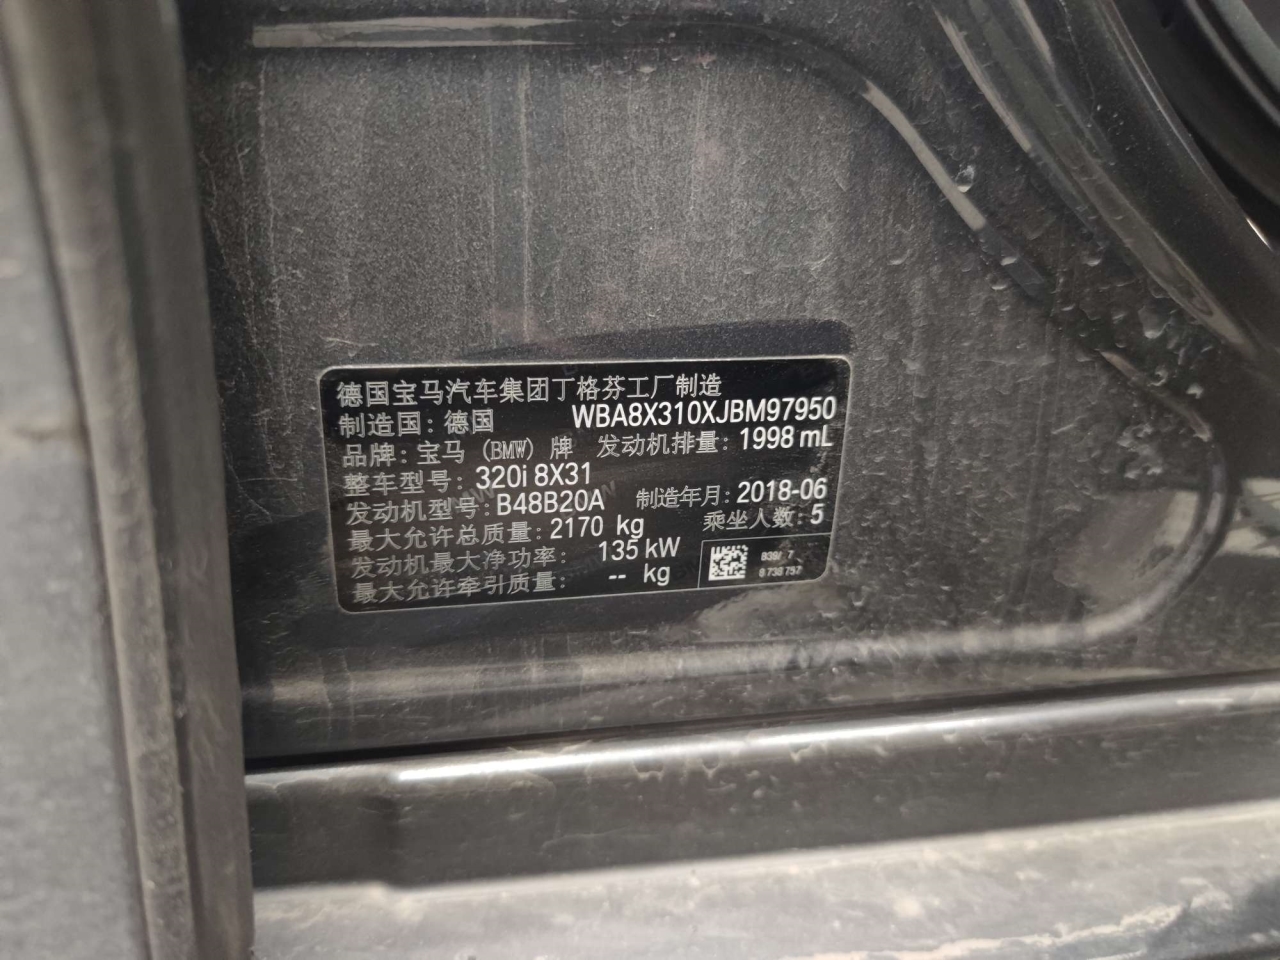 德国宝马汽车集团丁格芬工厂制造
制造国: 德国 WBA8X310XJBM97950
品牌: 宝马 (BMW) 牌 发动机排量: 1998 mL
整车型号: 320i 8X31
发动机型号: B48B20A 制造年月: 2018-06
最大允许总质量: 2170 kg 乘坐人数: 5
发动机最大净功率: 135 kW
最大允许牵引质量: -- kg
8 738 757